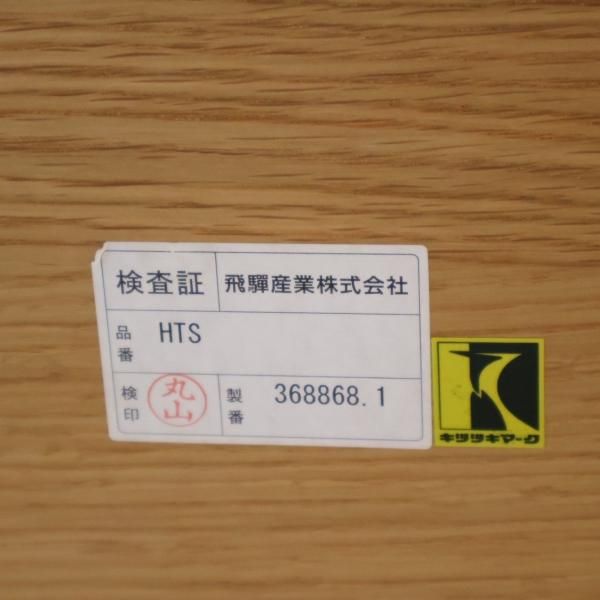 検査証 飛騨産業株式会社
品番 HTS
検印 丸山 製番 368868.1
キツツキマーク